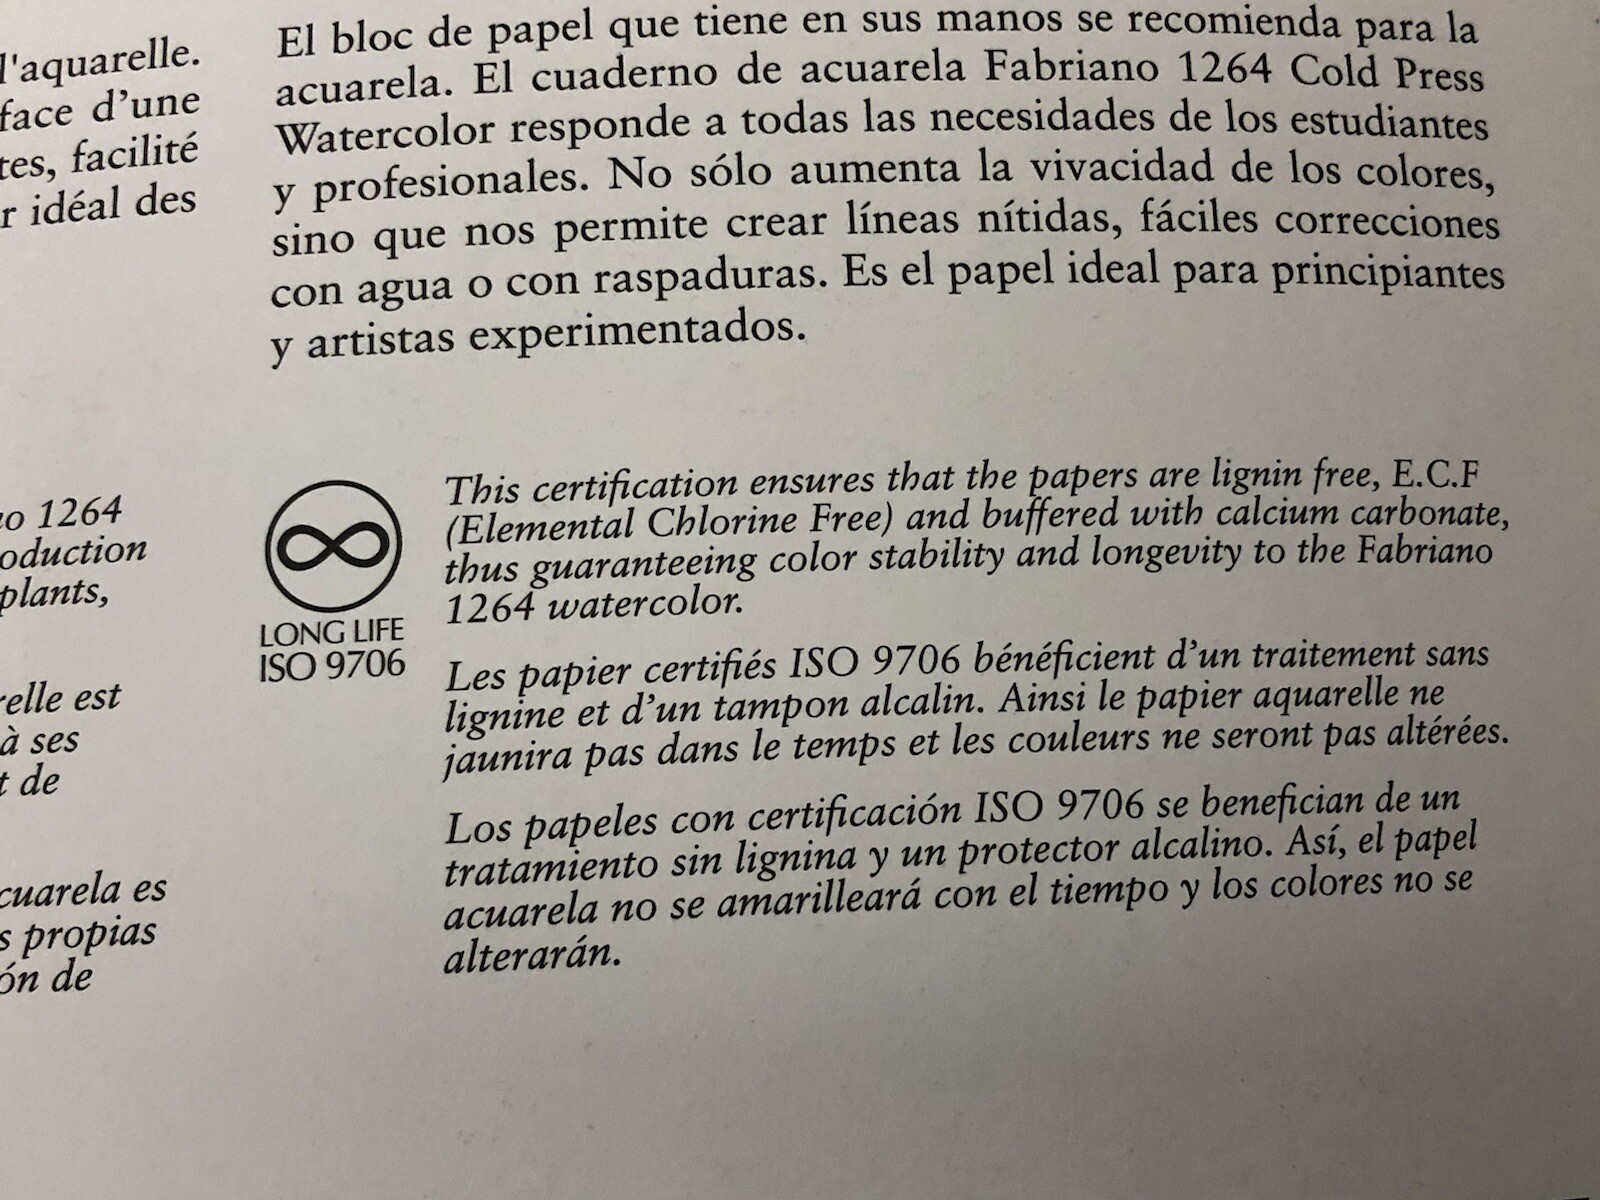 l'aquarelle.
face d’une
tes, facilité
r idéal des
El bloc de papel que tiene en sus manos se recomienda para la
acuarela. El cuaderno de acuarela Fabriano 1264 Cold Press
Watercolor responde a todas las necesidades de los estudiantes
y profesionales. No sólo aumenta la vivacidad de los colores,
sino que nos permite crear líneas nítidas, fáciles correcciones
con agua o con raspaduras. Es el papel ideal para principiantes
y artistas experimentados.
o 1264
oduction
plants,
elle est
à ses
t de
cuarela es
s propias
ón de
LONG LIFE
ISO 9706
This certification ensures that the papers are lignin free, E.C.F
(Elemental Chlorine Free) and buffered with calcium carbonate,
thus guaranteeing color stability and longevity to the Fabriano
1264 watercolor.
Les papier certifiés ISO 9706 bénéficient d’un traitement sans
lignine et d’un tampon alcalin. Ainsi le papier aquarelle ne
jaunira pas dans le temps et les couleurs ne seront pas altérées.
Los papeles con certificación ISO 9706 se benefician de un
tratamiento sin lignina y un protector alcalino. Así, el papel
acuarela no se amarilleará con el tiempo y los colores no se
alterarán.